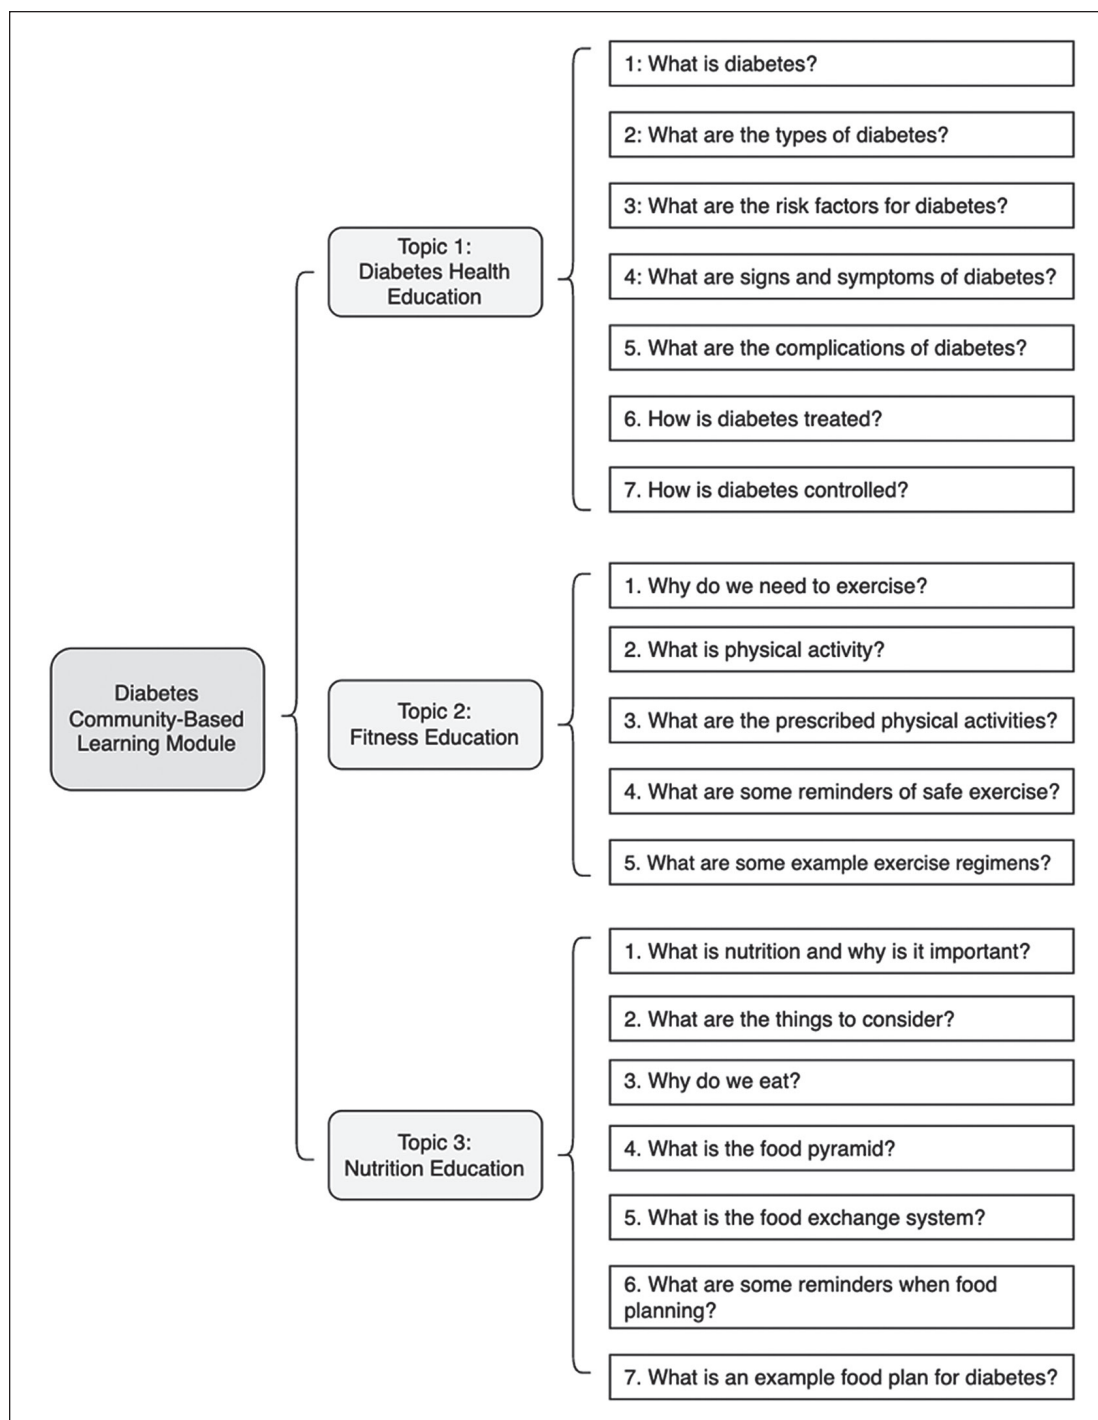 Diabetes
Community-Based
Learning Module
Topic 1:
Diabetes Health
Education
1: What is diabetes?
2: What are the types of diabetes?
3: What are the risk factors for diabetes?
4: What are signs and symptoms of diabetes?
5. What are the complications of diabetes?
6. How is diabetes treated?
7. How is diabetes controlled?
Topic 2:
Fitness Education
1. Why do we need to exercise?
2. What is physical activity?
3. What are the prescribed physical activities?
4. What are some reminders of safe exercise?
5. What are some example exercise regimens?
Topic 3:
Nutrition Education
1. What is nutrition and why is it important?
2. What are the things to consider?
3. Why do we eat?
4. What is the food pyramid?
5. What is the food exchange system?
6. What are some reminders when food
planning?
7. What is an example food plan for diabetes?